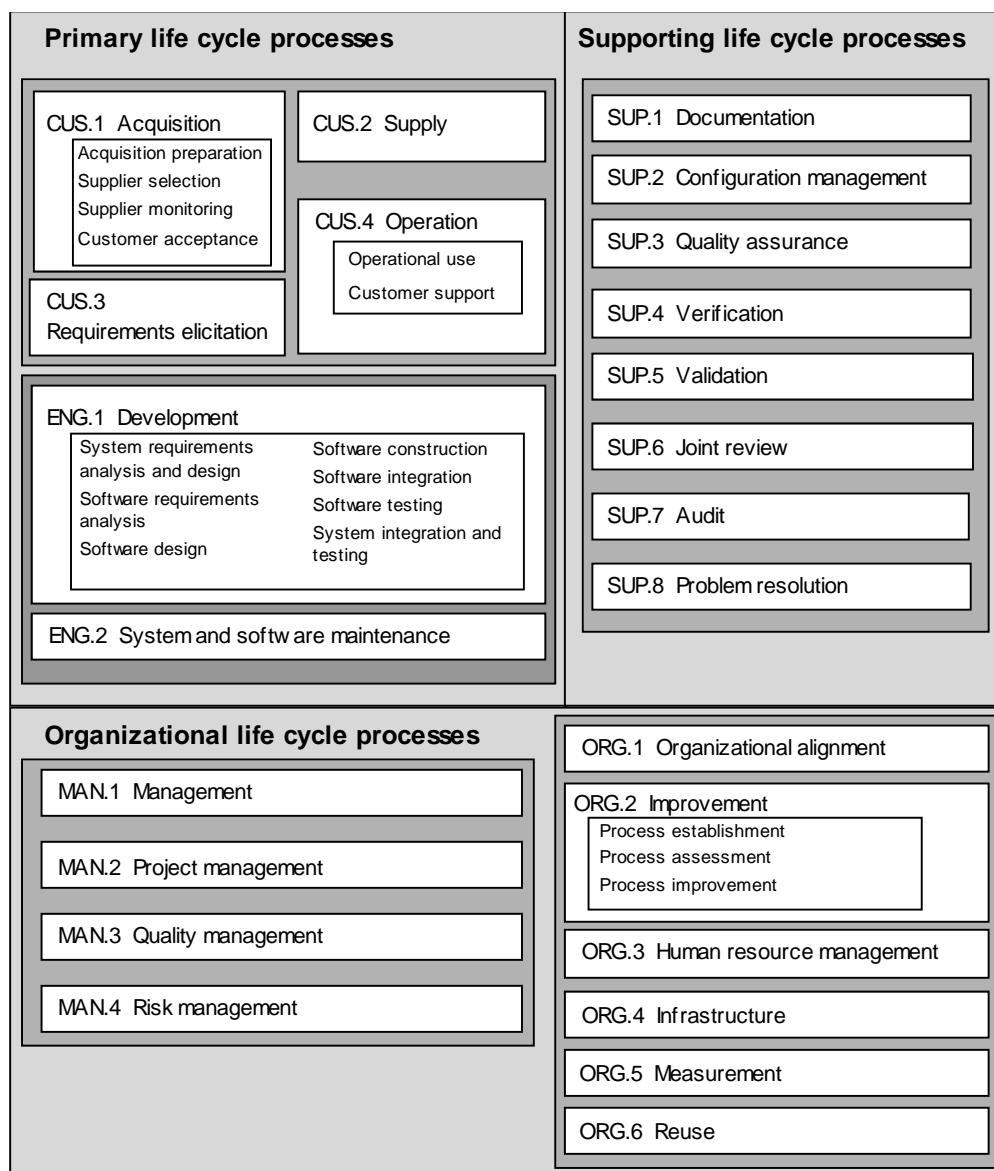 Primary life cycle processes
CUS.1 Acquisition
Acquisition preparation
Supplier selection
Supplier monitoring
Customer acceptance
CUS.2 Supply
CUS.3
Requirements elicitation
CUS.4 Operation
Operational use
Customer support
ENG.1 Development
System requirements
analysis and design
Software requirements
analysis
Software design
Software construction
Software integration
Software testing
System integration and
testing
ENG.2 System and software maintenance
Supporting life cycle processes
SUP.1 Documentation
SUP.2 Configuration management
SUP.3 Quality assurance
SUP.4 Verification
SUP.5 Validation
SUP.6 Joint review
SUP.7 Audit
SUP.8 Problem resolution
Organizational life cycle processes
MAN.1 Management
MAN.2 Project management
MAN.3 Quality management
MAN.4 Risk management
ORG.1 Organizational alignment
ORG.2 Improvement
Process establishment
Process assessment
Process improvement
ORG.3 Human resource management
ORG.4 Infrastructure
ORG.5 Measurement
ORG.6 Reuse